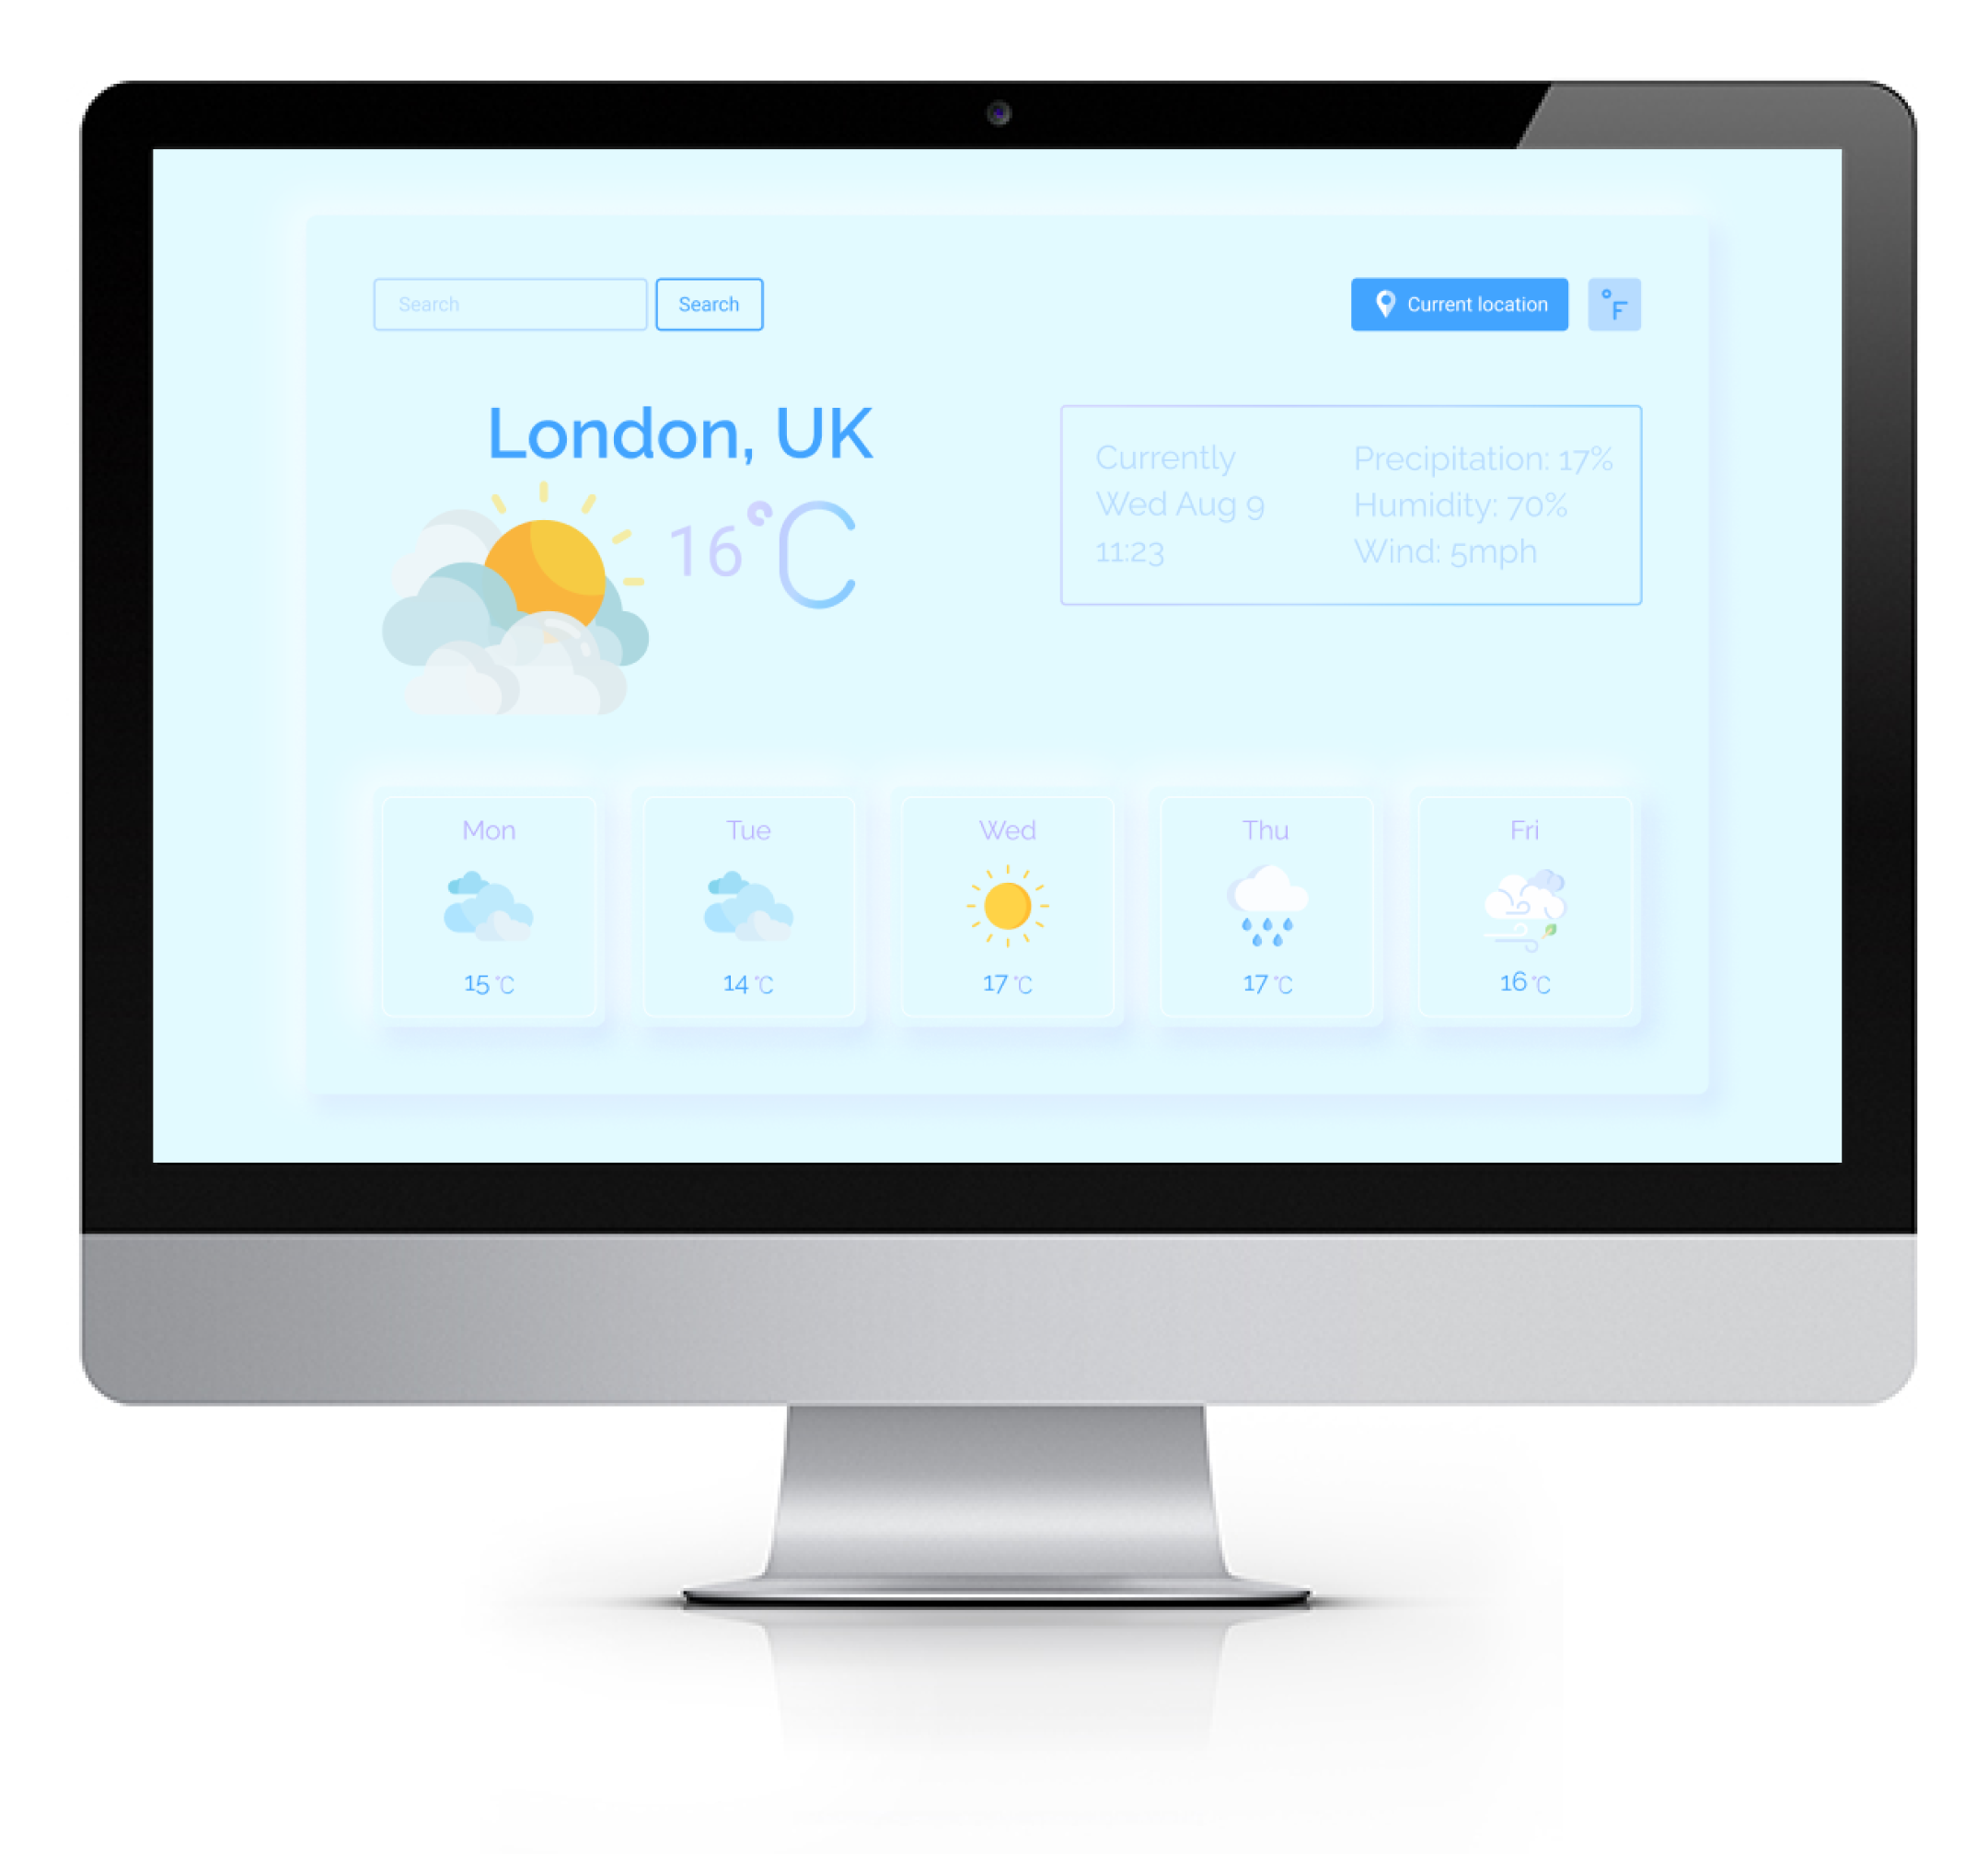 Search
Search
Current location
°F
London, UK
16°C
Currently
Wed Aug 9
11:23
Precipitation: 17%
Humidity: 70%
Wind: 5mph
Mon
15 °C
Tue
14 °C
Wed
17 °C
Thu
17 °C
Fri
16 °C